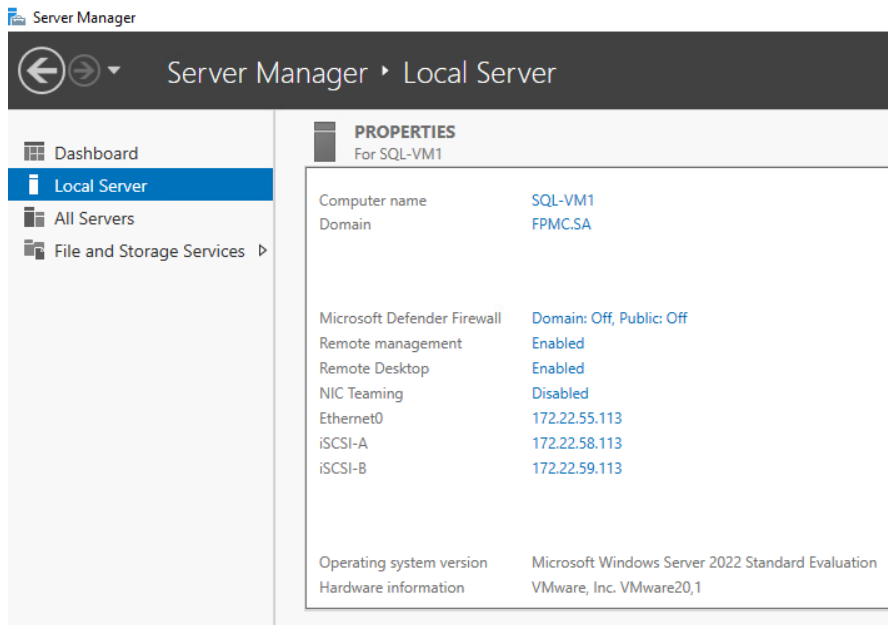 Server Manager
Server Manager ‣ Local Server
Dashboard
Local Server
All Servers
File and Storage Services
PROPERTIES
For SQL-VM1
Computer name SQL-VM1
Domain FPMC.SA
Microsoft Defender Firewall Domain: Off, Public: Off
Remote management Enabled
Remote Desktop Enabled
NIC Teaming Disabled
Ethernet0 172.22.55.113
iSCSI-A 172.22.58.113
iSCSI-B 172.22.59.113
Operating system version Microsoft Windows Server 2022 Standard Evaluation
Hardware information VMware, Inc. VMware20,1